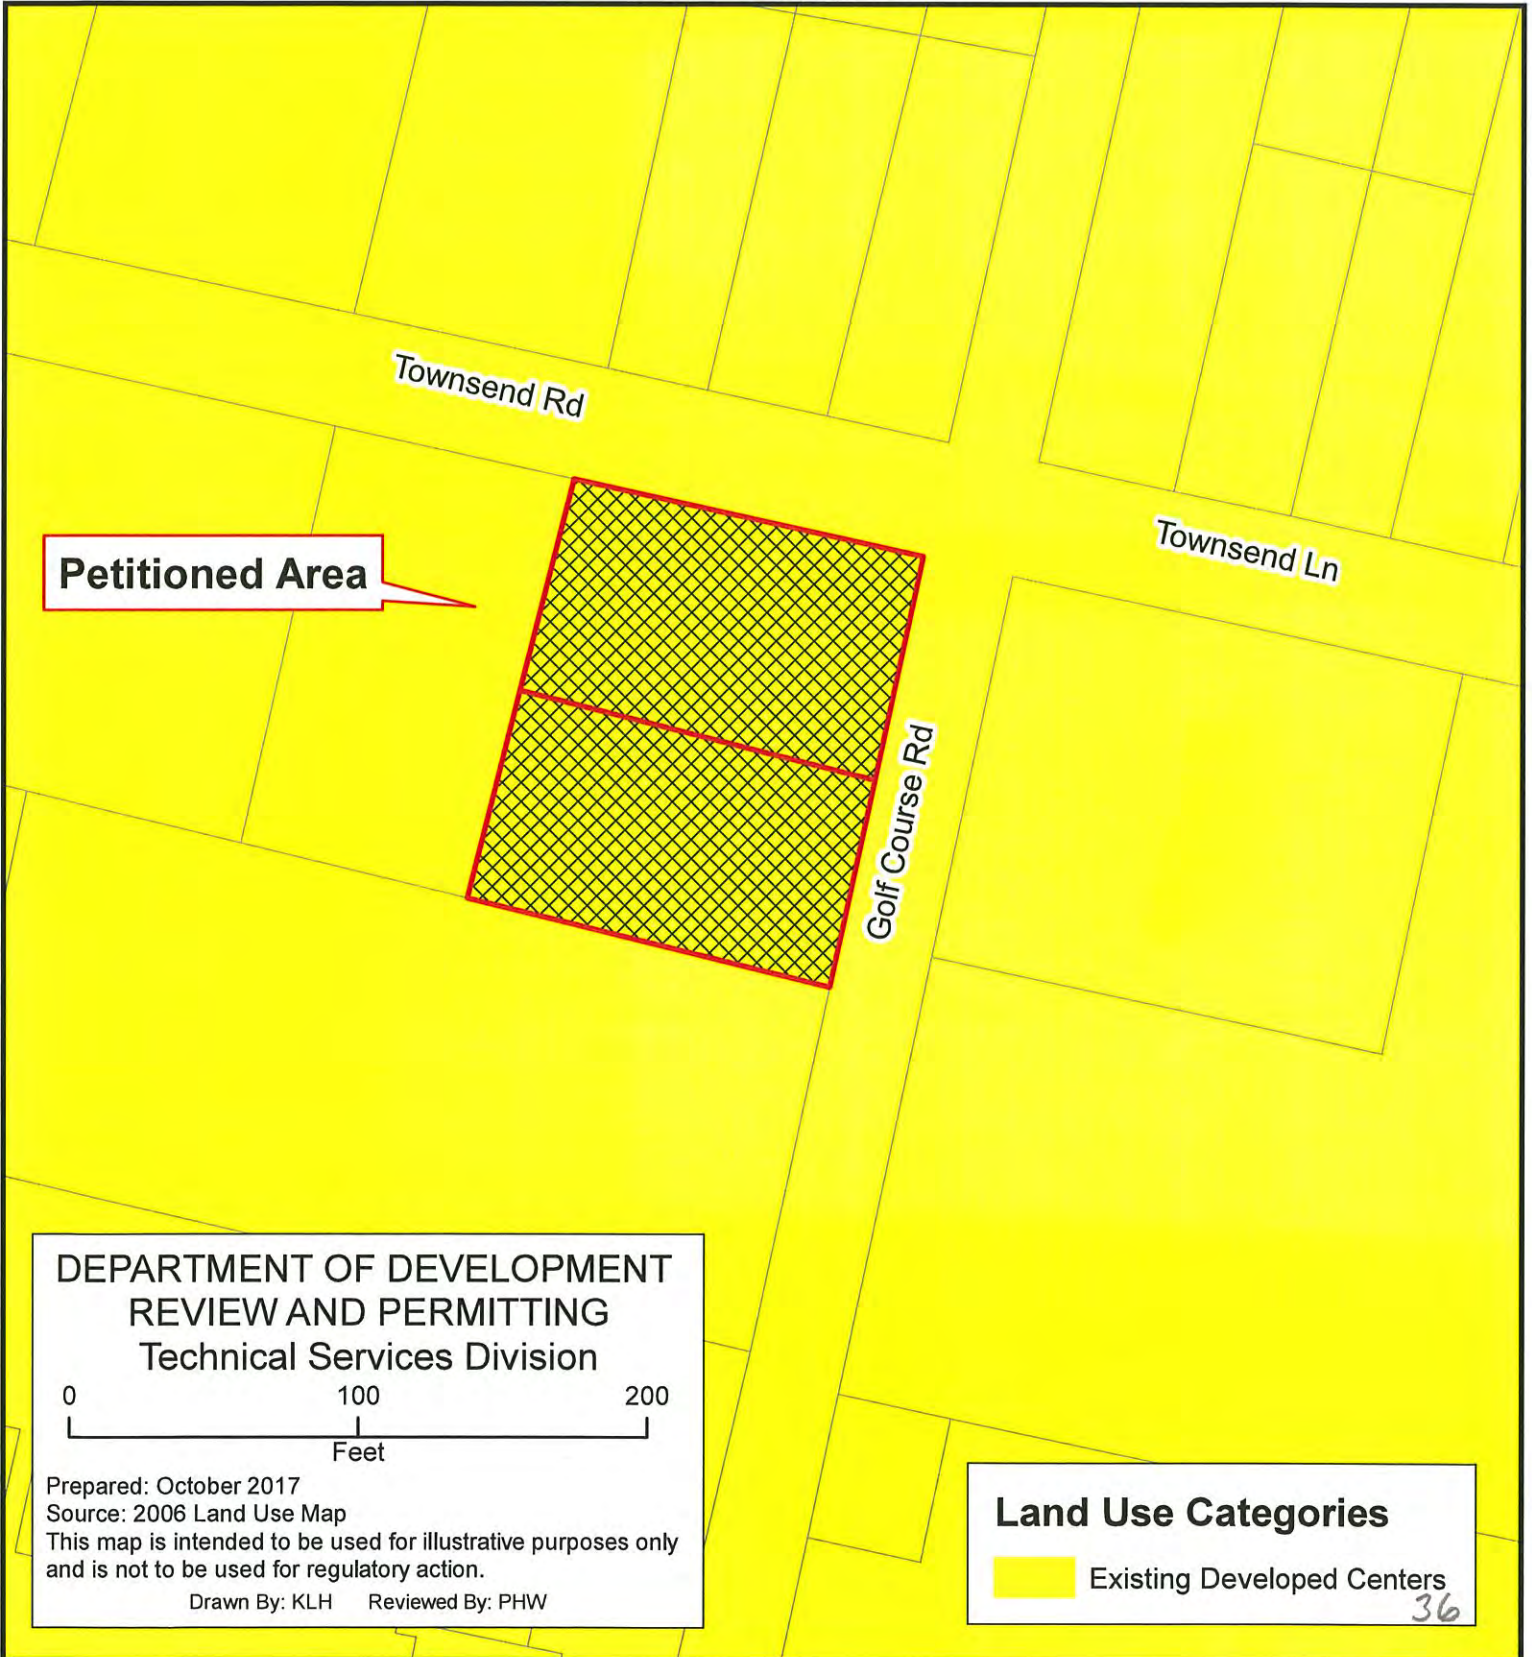 Townsend Rd
Townsend Ln
Petitioned Area
Golf Course Rd
DEPARTMENT OF DEVELOPMENT
REVIEW AND PERMITTING
Technical Services Division
0 100 200
Feet
Prepared: October 2017
Source: 2006 Land Use Map
This map is intended to be used for illustrative purposes only
and is not to be used for regulatory action.
Drawn By: KLH Reviewed By: PHW
Land Use Categories
Existing Developed Centers
36